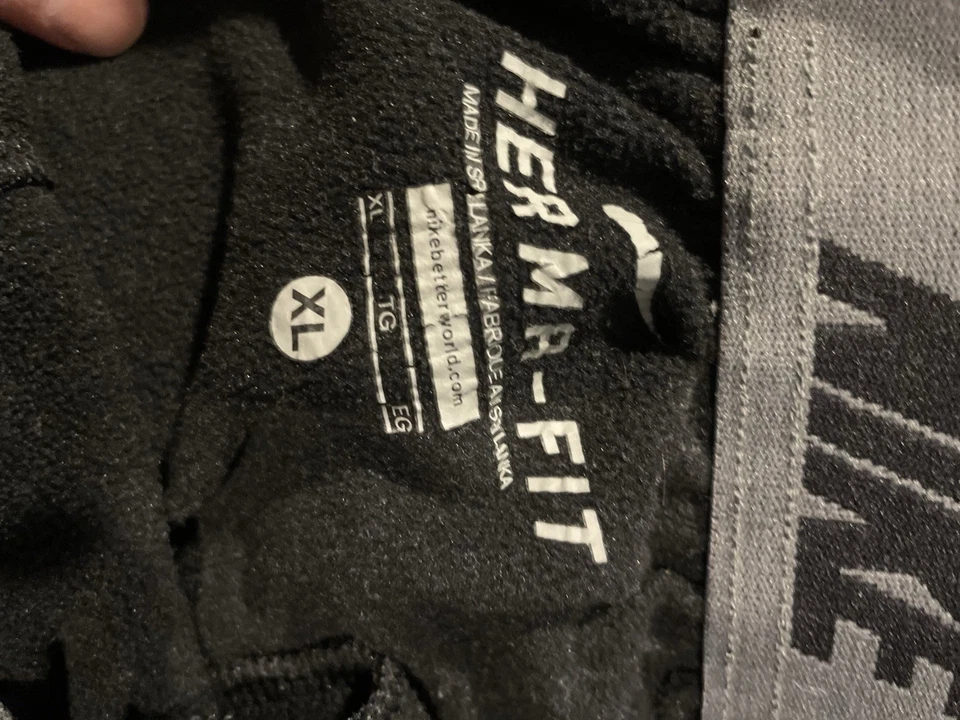 NIKE
HERMA-FIT
MADE IN SRI LANKA / FABRIQUE AU SRI LANKA
nikebetterworld.com
XL TG EG
XL